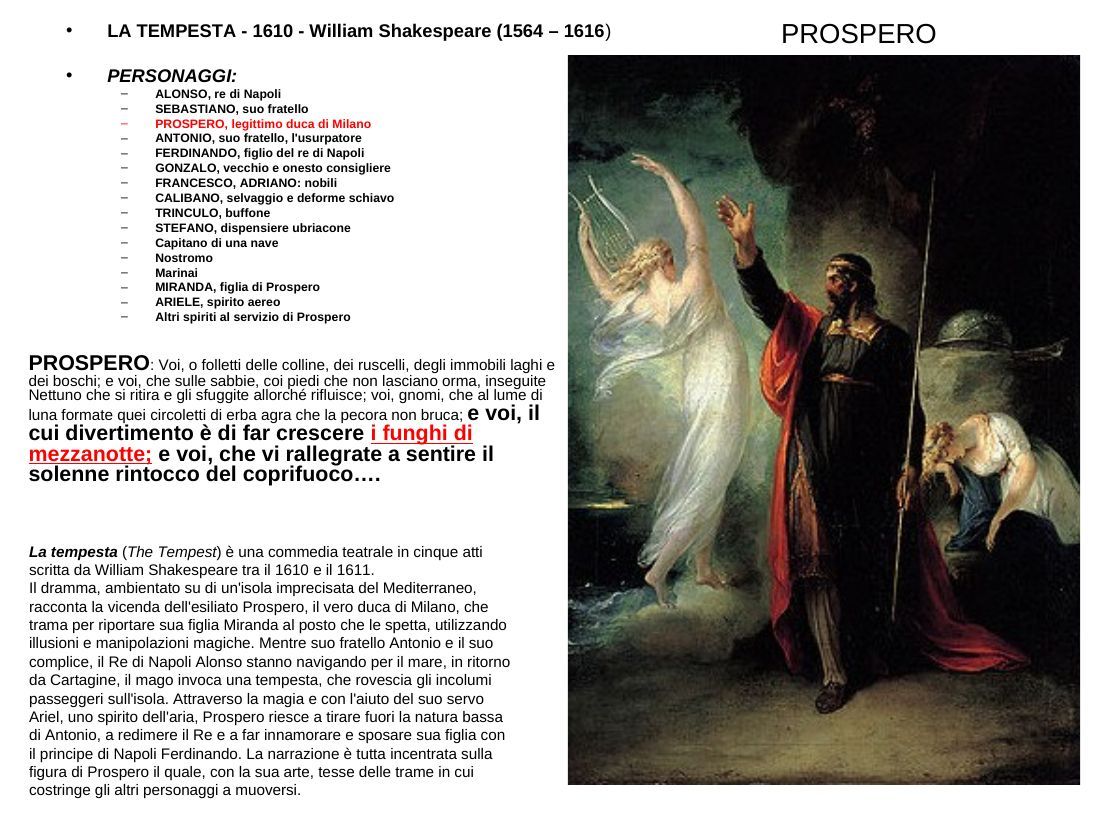 • LA TEMPESTA - 1610 - William Shakespeare (1564 – 1616)
PROSPERO
• PERSONAGGI:
– ALONSO, re di Napoli
– SEBASTIANO, suo fratello
– PROSPERO, legittimo duca di Milano
– ANTONIO, suo fratello, l'usurpatore
– FERDINANDO, figlio del re di Napoli
– GONZALO, vecchio e onesto consigliere
– FRANCESCO, ADRIANO: nobili
– CALIBANO, selvaggio e deforme schiavo
– TRINCULO, buffone
– STEFANO, dispensiere ubriacone
– Capitano di una nave
– Nostromo
– Marinai
– MIRANDA, figlia di Prospero
– ARIELE, spirito aereo
– Altri spiriti al servizio di Prospero
PROSPERO: Voi, o folletti delle colline, dei ruscelli, degli immobili laghi e
dei boschi; e voi, che sulle sabbie, coi piedi che non lasciano orma, inseguite
Nettuno che si ritira e gli sfuggite allorché rifluisce; voi, gnomi, che al lume di
luna formate quei circoletti di erba agra che la pecora non bruca; e voi, il
cui divertimento è di far crescere i funghi di
mezzanotte; e voi, che vi rallegrate a sentire il
solenne rintocco del coprifuoco….
La tempesta (The Tempest) è una commedia teatrale in cinque atti
scritta da William Shakespeare tra il 1610 e il 1611.
Il dramma, ambientato su di un'isola imprecisata del Mediterraneo,
racconta la vicenda dell'esiliato Prospero, il vero duca di Milano, che
trama per riportare sua figlia Miranda al posto che le spetta, utilizzando
illusioni e manipolazioni magiche. Mentre suo fratello Antonio e il suo
complice, il Re di Napoli Alonso stanno navigando per il mare, in ritorno
da Cartagine, il mago invoca una tempesta, che rovescia gli incolumi
passeggeri sull'isola. Attraverso la magia e con l'aiuto del suo servo
Ariel, uno spirito dell'aria, Prospero riesce a tirare fuori la natura bassa
di Antonio, a redimere il Re e a far innamorare e sposare sua figlia con
il principe di Napoli Ferdinando. La narrazione è tutta incentrata sulla
figura di Prospero il quale, con la sua arte, tesse delle trame in cui
costringe gli altri personaggi a muoversi.